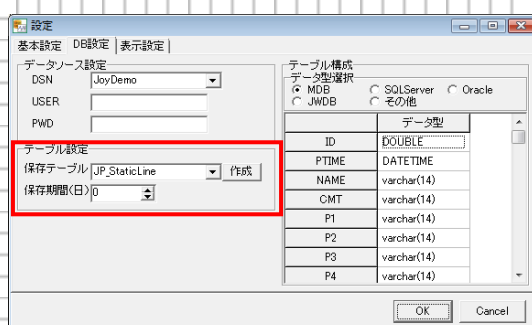 設定
基本設定 DB設定 表示設定
データソース設定
DSN JoyDemo
USER
PWD
テーブル設定
保存テーブル JP_StaticLine 作成
保存期間(日) 0
テーブル構成
データ型選択
MDB SQLServer Oracle
JWDB その他
データ型
ID DOUBLE
PTIME DATETIME
NAME varchar(14)
CMT varchar(14)
P1 varchar(14)
P2 varchar(14)
P3 varchar(14)
P4 varchar(14)
OK Cancel